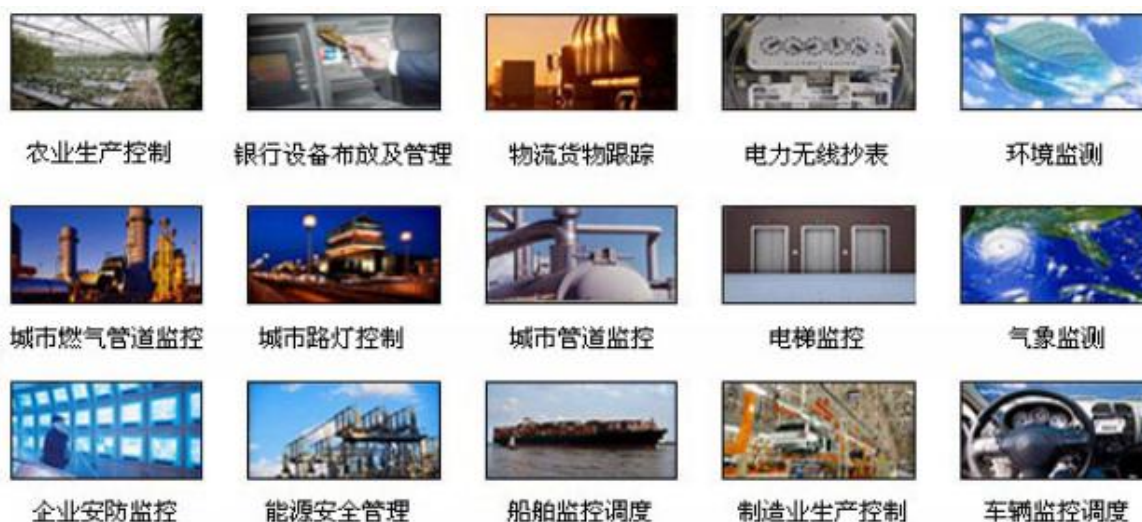 农业生产控制 银行设备布放及管理 物流货物跟踪 电力无线抄表 环境监测
城市燃气管道监控 城市路灯控制 城市管道监控 电梯监控 气象监测
企业安防监控 能源安全管理 船舶监控调度 制造业生产控制 车辆监控调度